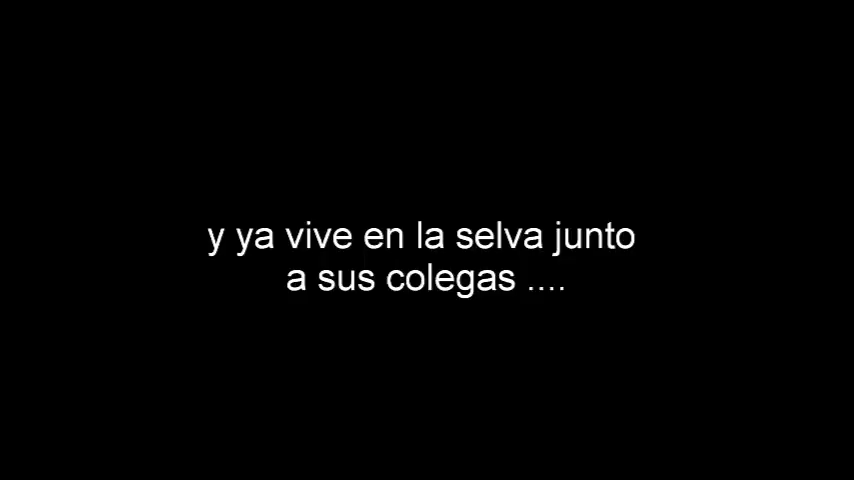 y ya vive en la selva junto
a sus colegas ....